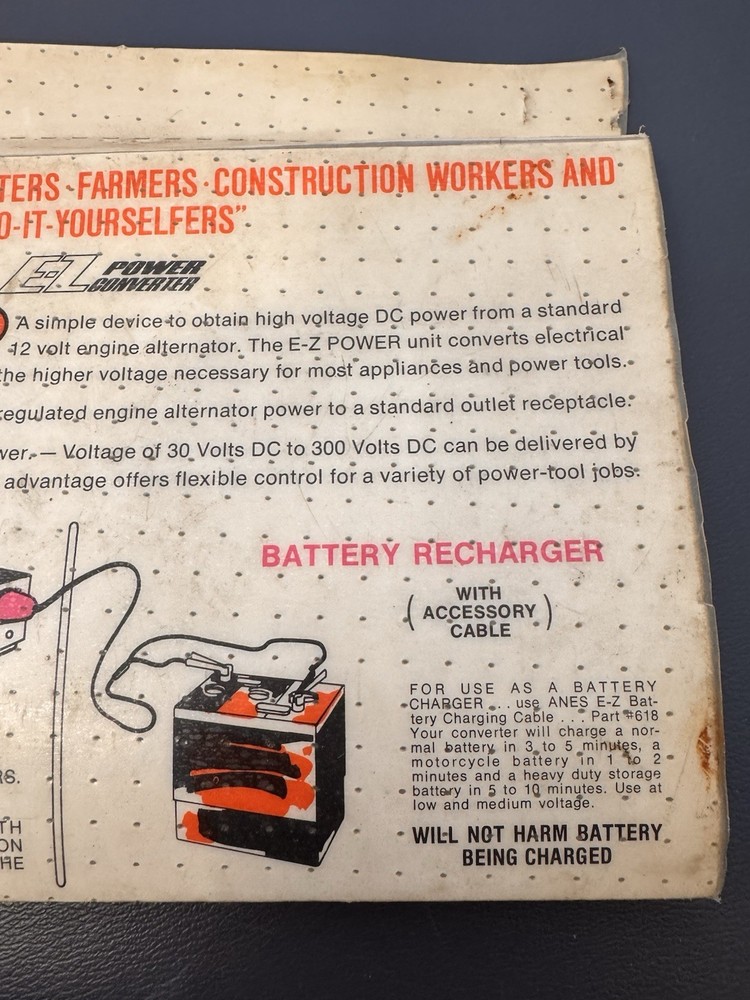 TERS • FARMERS • CONSTRUCTION WORKERS AND
O-IT-YOURSELFERS”
E-Z POWER
CONVERTER
A simple device to obtain high voltage DC power from a standard
12 volt engine alternator. The E-Z POWER unit converts electrical
the higher voltage necessary for most appliances and power tools.
regulated engine alternator power to a standard outlet receptacle.
wer. — Voltage of 30 Volts DC to 300 Volts DC can be delivered by
advantage offers flexible control for a variety of power-tool jobs.
BATTERY RECHARGER
( WITH
ACCESSORY
CABLE )
FOR USE AS A BATTERY
CHARGER . . . use ANES E-Z Bat-
tery Charging Cable . . . Part #618
Your converter will charge a nor-
mal battery in 3 to 5 minutes, a
motorcycle battery in 1 to 2
minutes and a heavy duty storage
battery in 5 to 10 minutes. Use at
low and medium voltage.
WILL NOT HARM BATTERY
BEING CHARGED
RS.
TH
ON
HE